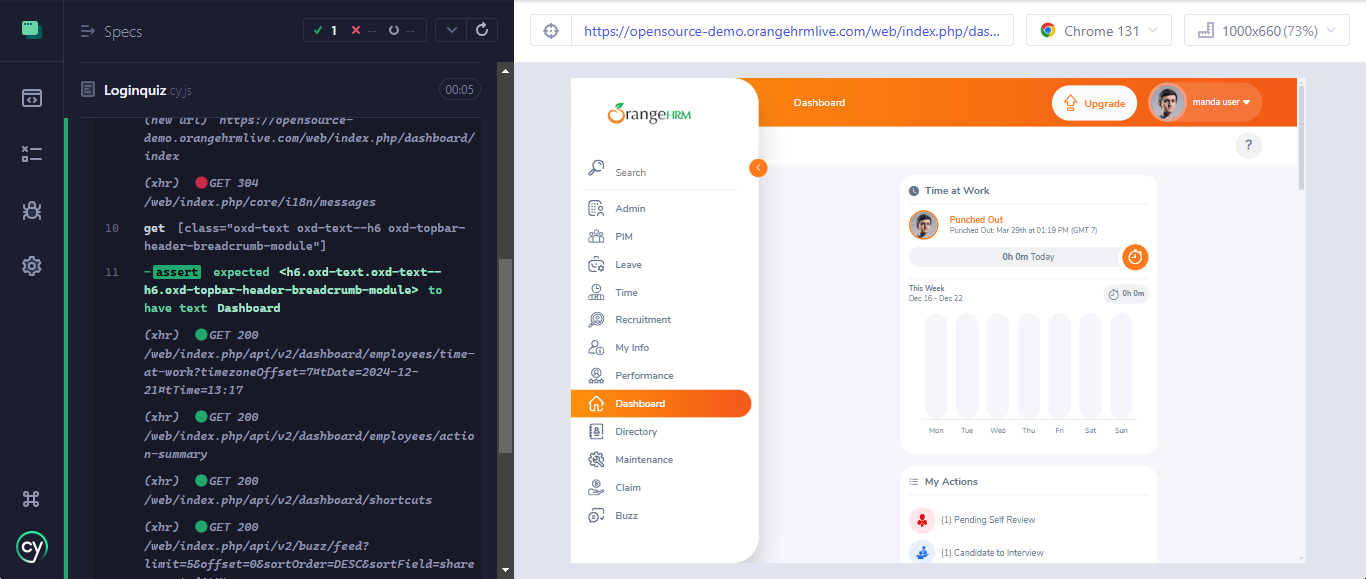 Specs
1
--
--
Loginquiz.cy.js
00:05
(new url) https://opensource-
demo.orangehrmlive.com/web/index.php/dashboard/
index
(xhr) GET 304
/web/index.php/core/i18n/messages
10 get [class="oxd-text oxd-text--h6 oxd-topbar-
header-breadcrumb-module"]
11 -assert expected <h6.oxd-text.oxd-text--
h6.oxd-topbar-header-breadcrumb-module> to
have text Dashboard
(xhr) GET 200
/web/index.php/api/v2/dashboard/employees/time-
at-work?timezoneOffset=7¤tDate=2024-12-
21¤tTime=13:17
(xhr) GET 200
/web/index.php/api/v2/dashboard/employees/actio
n-summary
(xhr) GET 200
/web/index.php/api/v2/dashboard/shortcuts
(xhr) GET 200
/web/index.php/api/v2/buzz/feed?
limit=5&offset=0&sortOrder=DESC&sortField=share
cy
https://opensource-demo.orangehrmlive.com/web/index.php/das...
Chrome 131
1000x660 (73%)
OrangeHRM
Search
Admin
PIM
Leave
Time
Recruitment
My Info
Performance
Dashboard
Directory
Maintenance
Claim
Buzz
Dashboard
Upgrade
manda user
?
Time at Work
Punched Out
Punched Out: Mar 29th at 01:19 PM (GMT 7)
0h 0m Today
This Week
Dec 16 - Dec 22
0h 0m
Mon Tue Wed Thu Fri Sat Sun
My Actions
(1) Pending Self Review
(1) Candidate to Interview